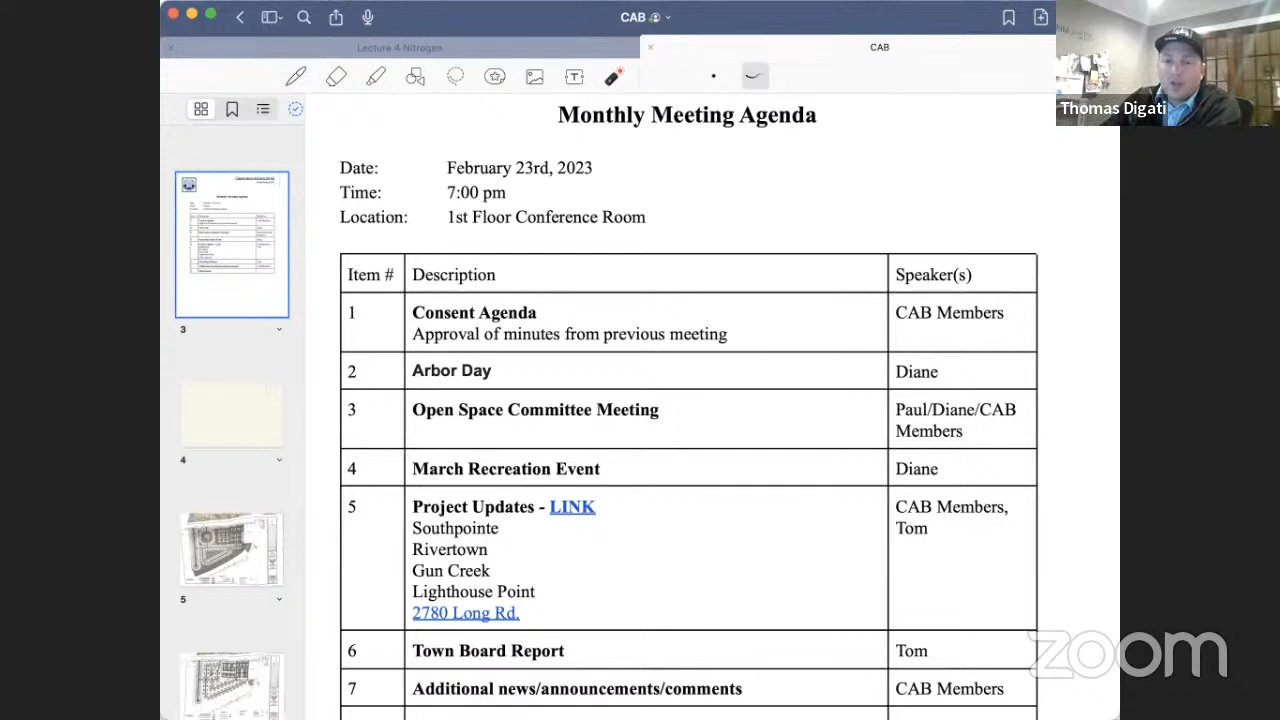 CAB
Lecture 4 Nitrogen
CAB
Thomas Digati
Monthly Meeting Agenda
Date: February 23rd, 2023
Time: 7:00 pm
Location: 1st Floor Conference Room
Item # Description Speaker(s)
1 Consent Agenda CAB Members
Approval of minutes from previous meeting
2 Arbor Day Diane
3 Open Space Committee Meeting Paul/Diane/CAB
Members
4 March Recreation Event Diane
5 Project Updates - LINK CAB Members,
Southpointe Tom
Rivertown
Gun Creek
Lighthouse Point
2780 Long Rd.
6 Town Board Report Tom
7 Additional news/announcements/comments CAB Members
3
4
5
zoom